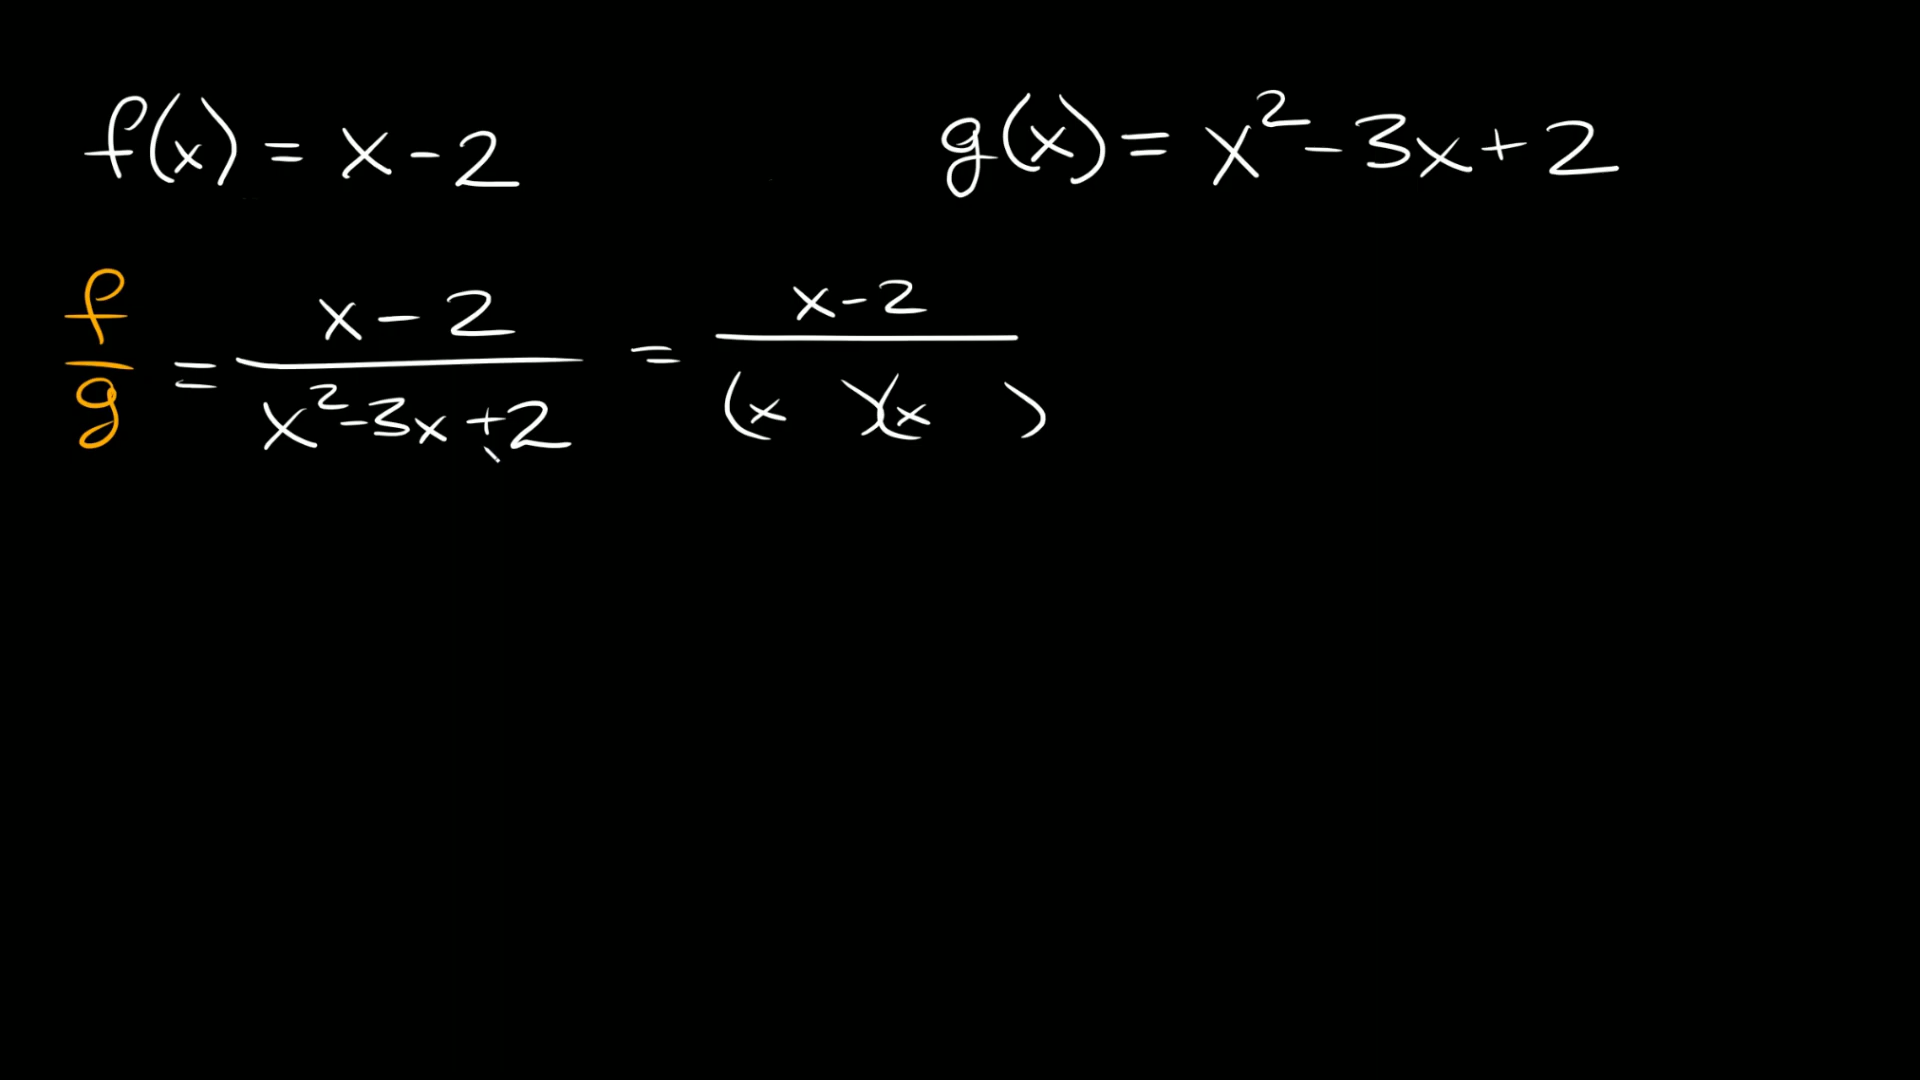 f(x) = x - 2    g(x) = x² - 3x + 2
f/g = (x - 2)/(x² - 3x + 2) = (x - 2)/((x  )(x  ))